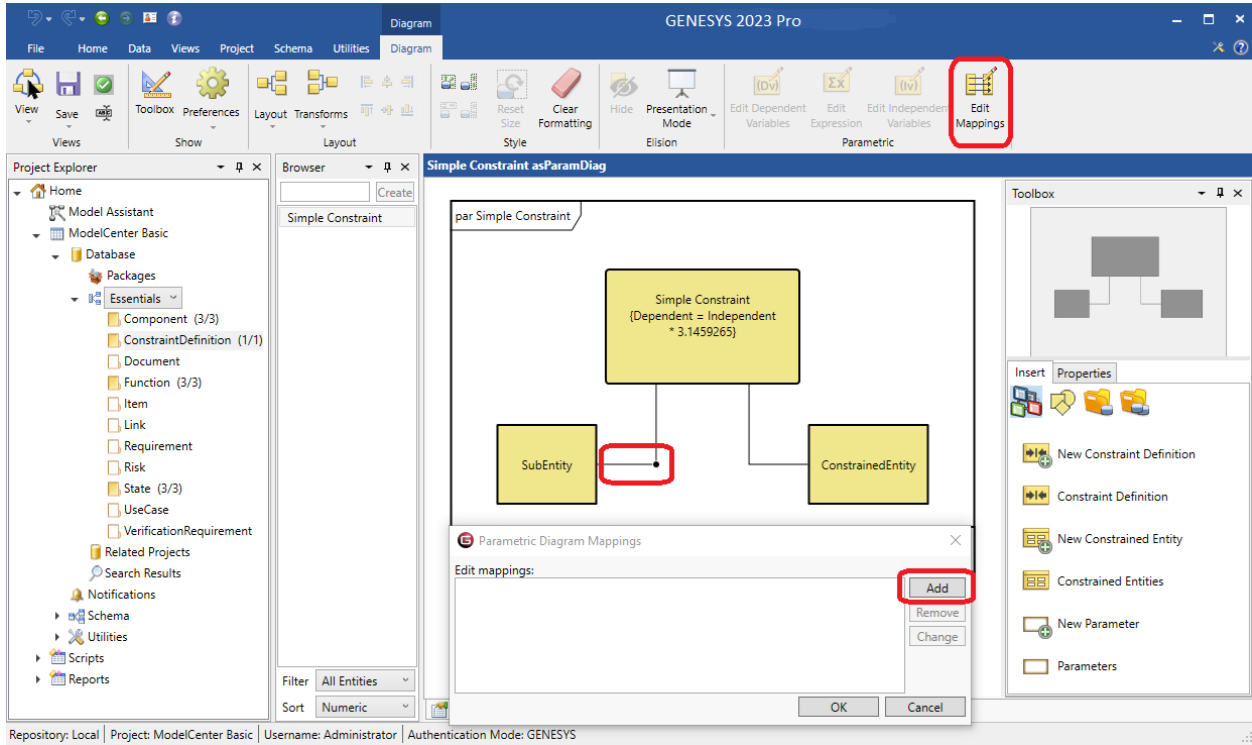 Diagram
GENESYS 2023 Pro
File Home Data Views Project Schema Utilities Diagram
View
Save
Toolbox
Preferences
Layout
Transforms
Reset
Size
Clear
Formatting
Hide
Presentation
Mode
(Dv)
Edit Dependent
Variables
Σx
Edit
Expression
(Iv)
Edit Independent
Variables
Edit
Mappings
Views
Show
Layout
Style
Elision
Parametric
Project Explorer
Home
Model Assistant
ModelCenter Basic
Database
Packages
Essentials
Component (3/3)
ConstraintDefinition (1/1)
Document
Function (3/3)
Item
Link
Requirement
Risk
State (3/3)
UseCase
VerificationRequirement
Related Projects
Search Results
Notifications
Schema
Utilities
Scripts
Reports
Browser
Create
Simple Constraint
Filter All Entities
Sort Numeric
Simple Constraint asParamDiag
par Simple Constraint
Simple Constraint
{Dependent = Independent
* 3.1459265}
SubEntity
ConstrainedEntity
Parametric Diagram Mappings
Edit mappings:
Add
Remove
Change
OK
Cancel
Toolbox
Insert Properties
New Constraint Definition
Constraint Definition
New Constrained Entity
Constrained Entities
New Parameter
Parameters
Repository: Local Project: ModelCenter Basic Username: Administrator Authentication Mode: GENESYS